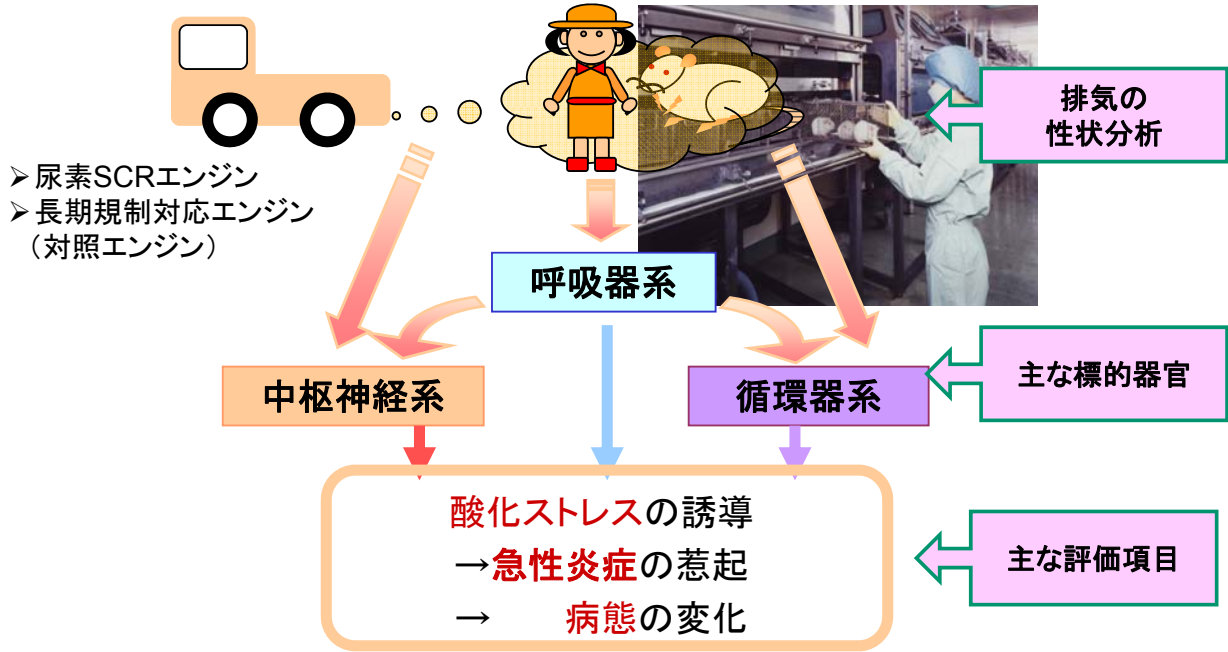 排気の
性状分析
➢尿素SCRエンジン
➢長期規制対応エンジン
（対照エンジン）
呼吸器系
主な標的器官
中枢神経系
循環器系
酸化ストレスの誘導
→急性炎症の惹起
→　　病態の変化
主な評価項目